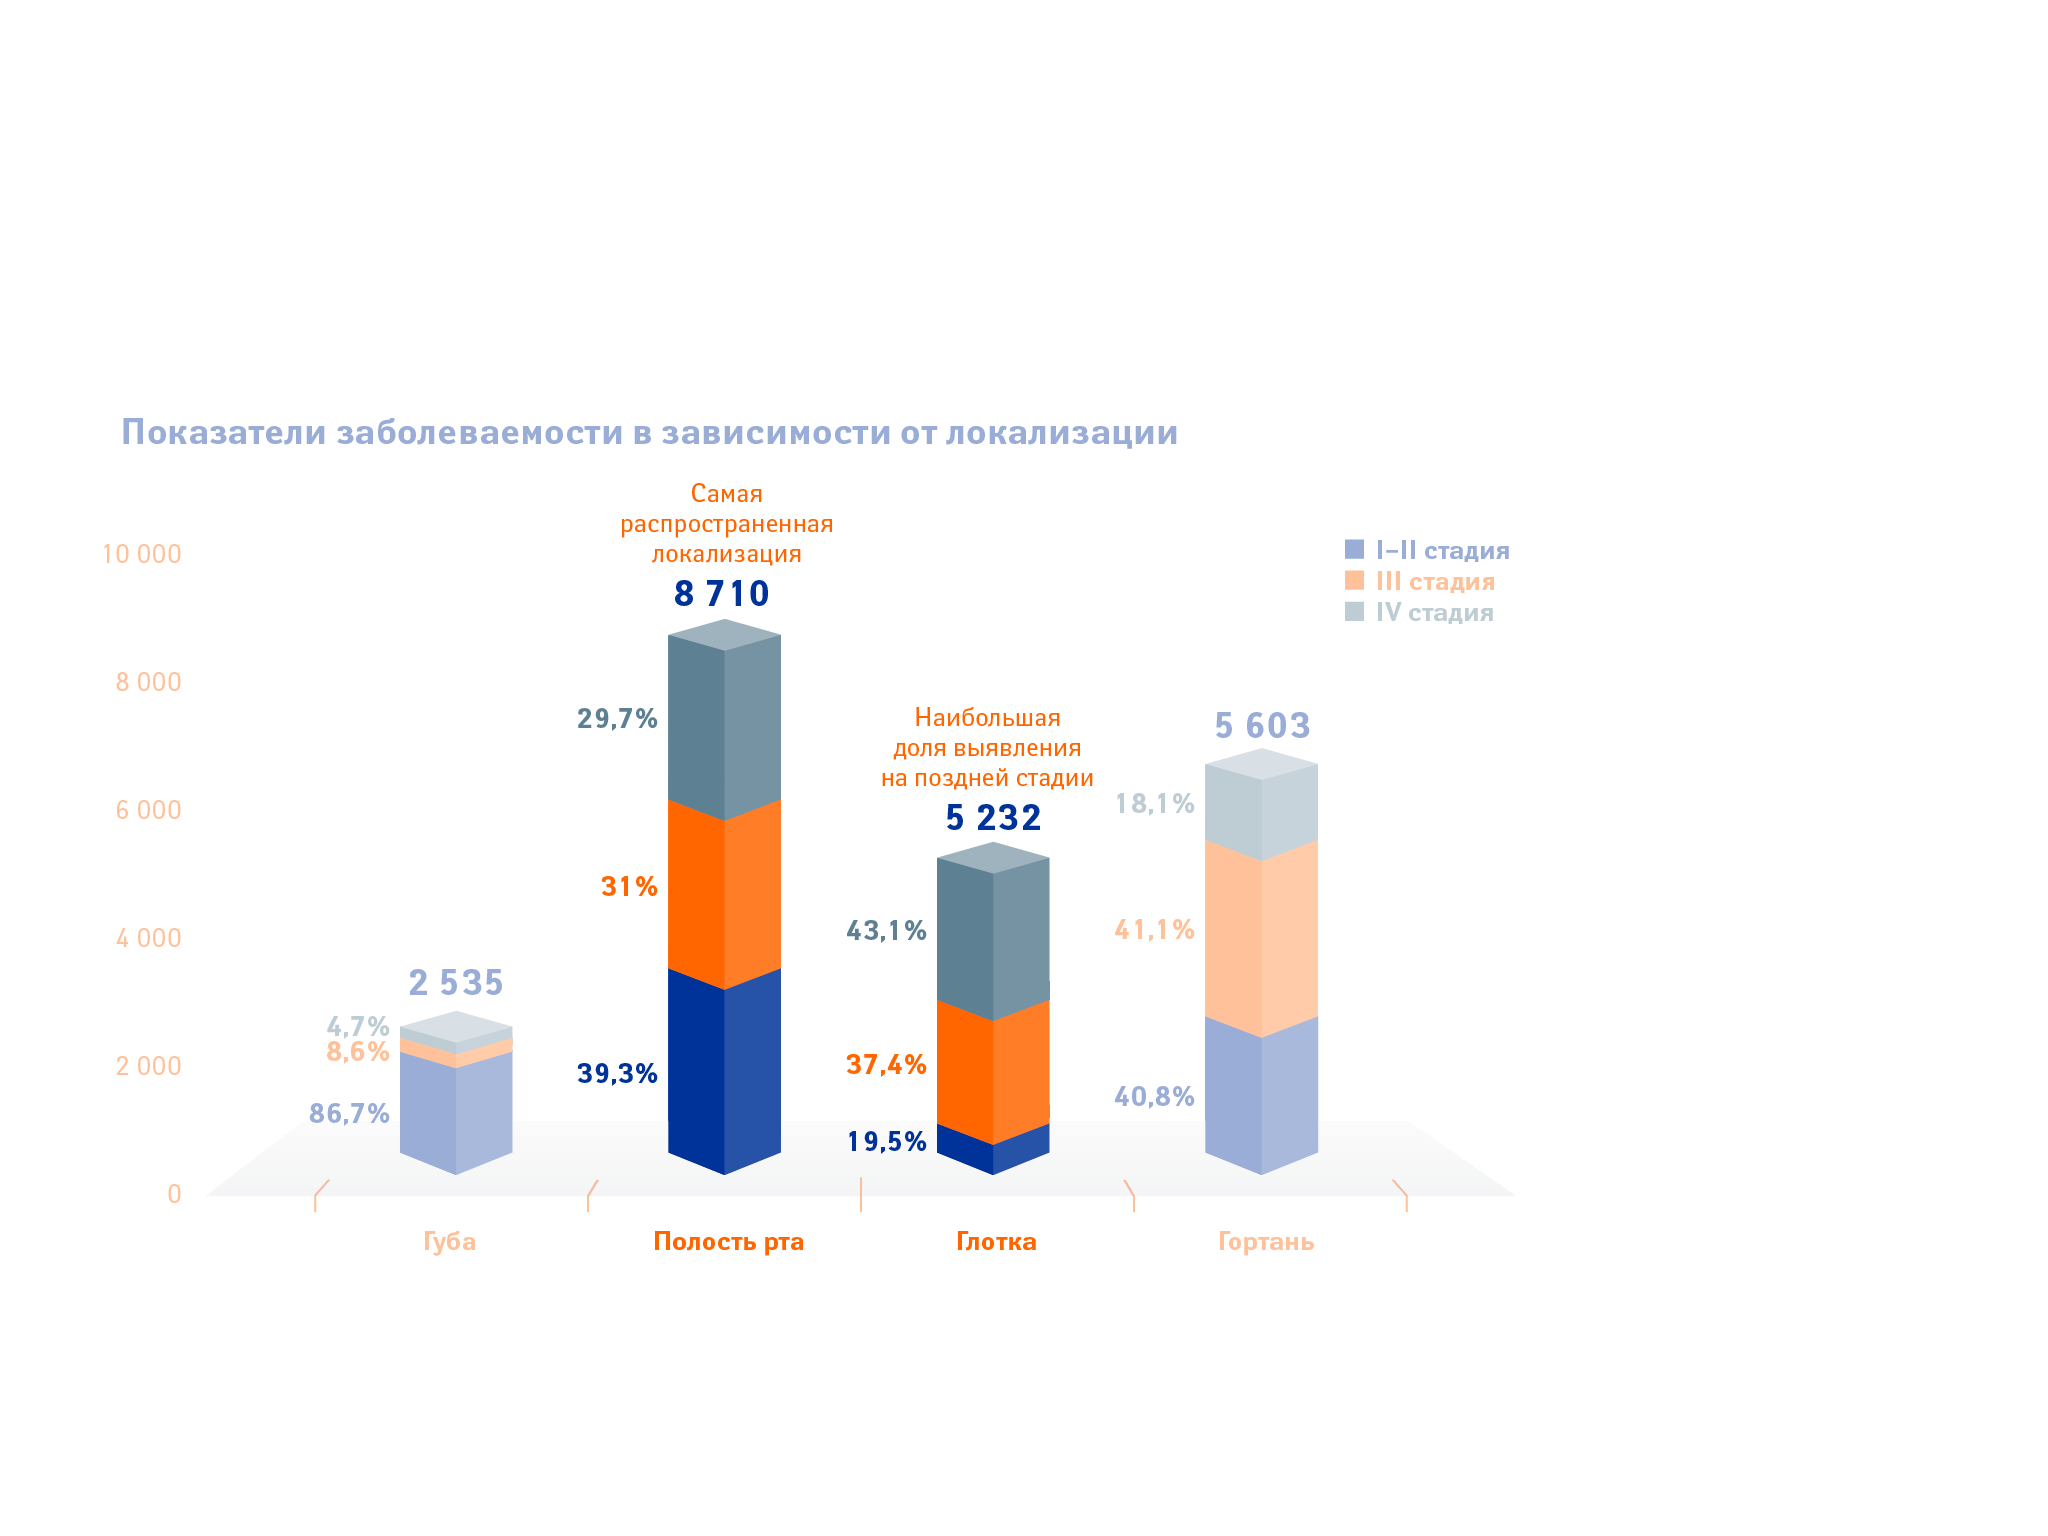 Показатели заболеваемости в зависимости от локализации
Самая
распространенная
локализация
8 710
10 000
8 000
6 000
4 000
2 000
0
I–II стадия
III стадия
IV стадия
2 535
4,7%
8,6%
86,7%
29,7%
31%
39,3%
Наибольшая
доля выявления
на поздней стадии
5 232
43,1%
37,4%
19,5%
5 603
18,1%
41,1%
40,8%
Губа
Полость рта
Глотка
Гортань